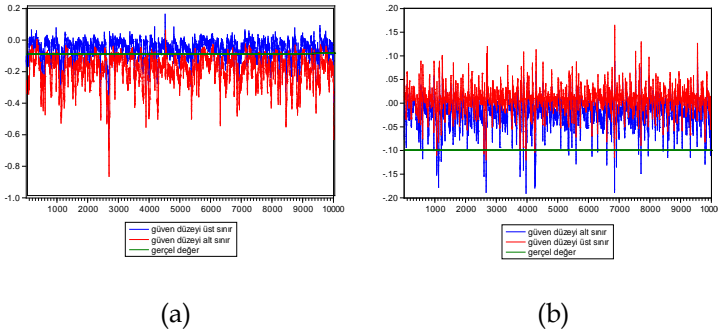 0.2
0.0
-0.2
-0.4
-0.6
-0.8
-1.0
1000 2000 3000 4000 5000 6000 7000 8000 9000 10000
güven düzeyi üst sınır
güven düzeyi alt sınır
gerçel değer
(a)
.20
.15
.10
.05
.00
.05
.10
.15
-.20
1000 2000 3000 4000 5000 6000 7000 8000 9000 10000
güven düzeyi alt sınır
güven düzeyi üst sınır
gerçel değer
(b)